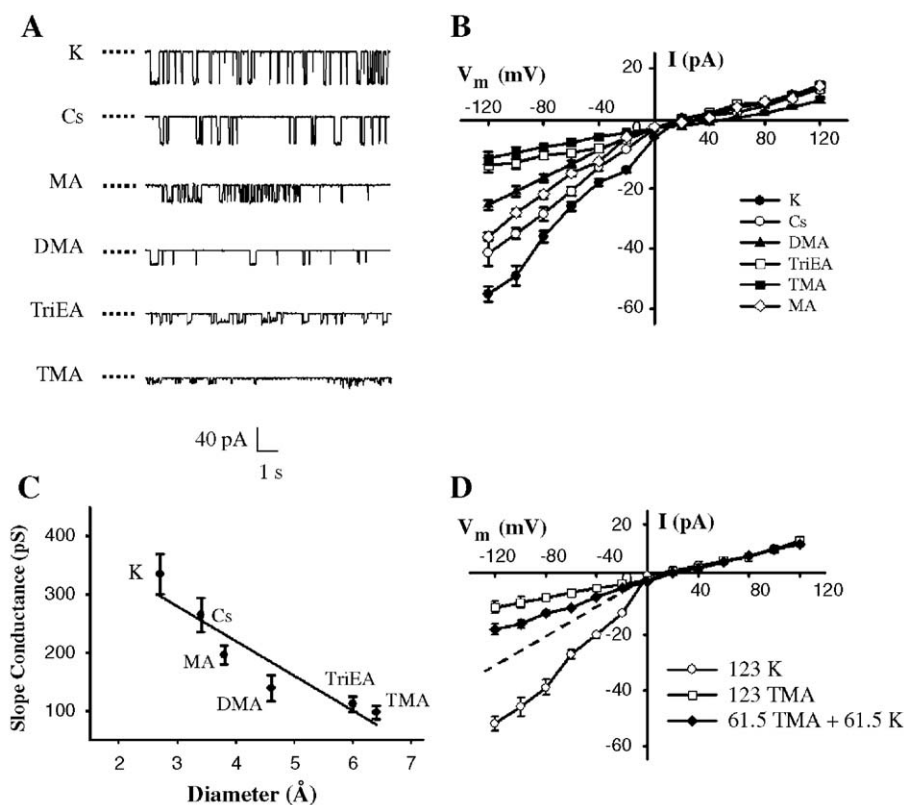 A
K
Cs
MA
DMA
TriEA
TMA
40 pA
1 s
B
I (pA)
V_m (mV)
-120 -80 -40 0 40 80 120
20
-20
-40
-60
K
Cs
DMA
TriEA
TMA
MA
C
Slope Conductance (pS)
400
300
200
100
K
Cs
MA
DMA
TriEA
TMA
2 3 4 5 6 7
Diameter (Å)
D
V_m (mV)
I (pA)
-120 -80 -40 40 80 120
20
-20
-40
-60
123 K
123 TMA
61.5 TMA + 61.5 K